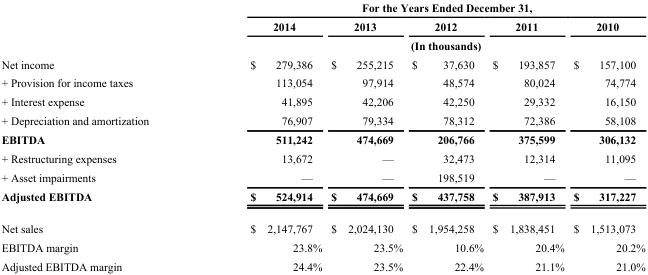 For the Years Ended December 31,
2014 2013 2012 2011 2010
(In thousands)
Net income $ 279,386 $ 255,215 $ 37,630 $ 193,857 $ 157,100
+ Provision for income taxes 113,054 97,914 48,574 80,024 74,774
+ Interest expense 41,895 42,206 42,250 29,332 16,150
+ Depreciation and amortization 76,907 79,334 78,312 72,386 58,108
EBITDA 511,242 474,669 206,766 375,599 306,132
+ Restructuring expenses 13,672 — 32,473 12,314 11,095
+ Asset impairments — — 198,519 — —
Adjusted EBITDA $ 524,914 $ 474,669 $ 437,758 $ 387,913 $ 317,227
Net sales $ 2,147,767 $ 2,024,130 $ 1,954,258 $ 1,838,451 $ 1,513,073
EBITDA margin 23.8% 23.5% 10.6% 20.4% 20.2%
Adjusted EBITDA margin 24.4% 23.5% 22.4% 21.1% 21.0%